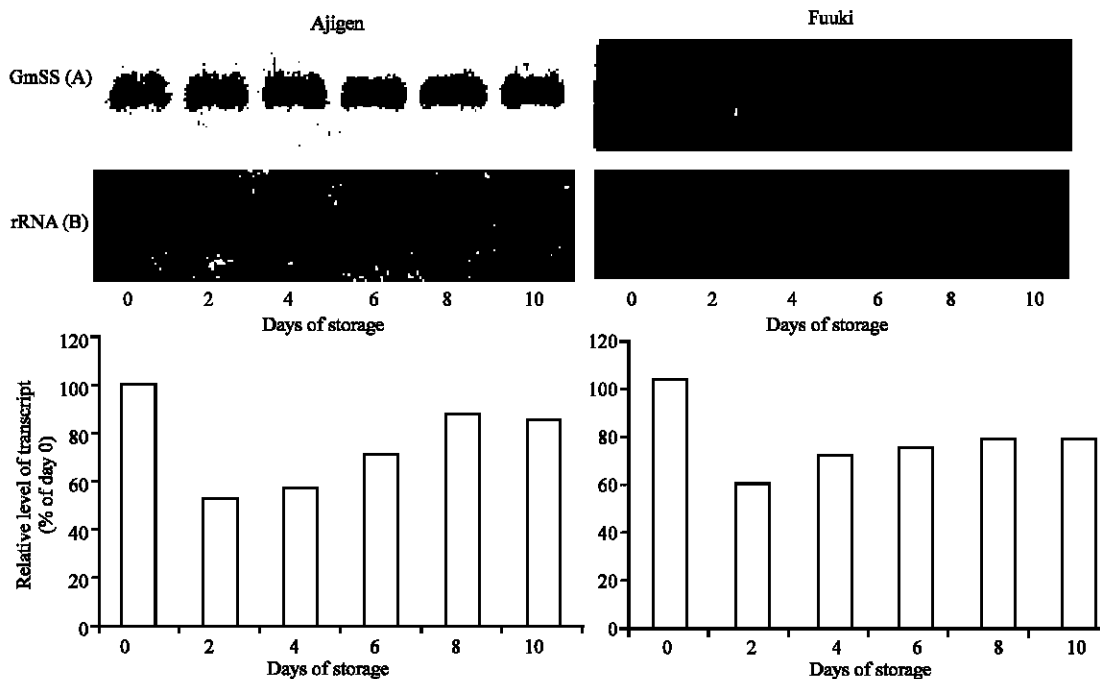 Ajigen
Fuuki
GmSS (A)
rRNA (B)
0 2 4 6 8 10
Days of storage
0 2 4 6 8 10
Days of storage
Relative level of transcript
(% of day 0)
120
100
80
60
40
20
0
0 2 4 6 8 10
Days of storage
120
100
80
60
40
20
0
0 2 4 6 8 10
Days of storage